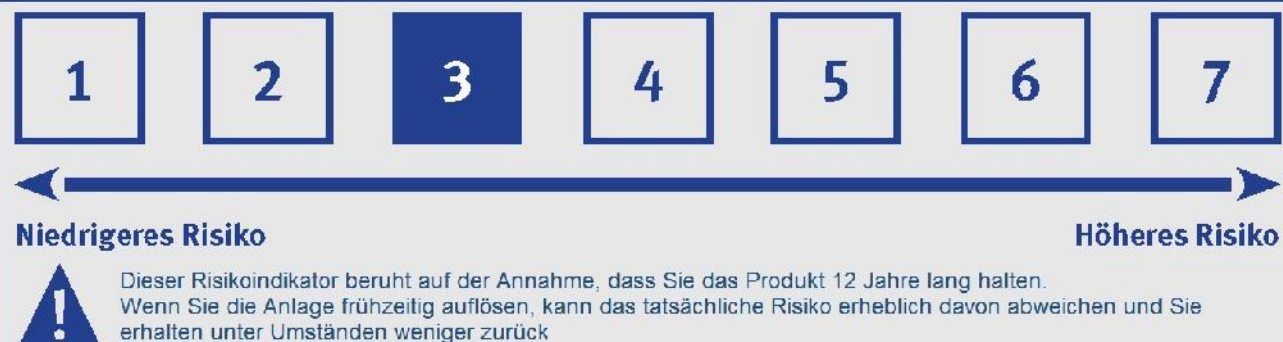 1 2 3 4 5 6 7
Niedrigeres Risiko Höheres Risiko
!
Dieser Risikoindikator beruht auf der Annahme, dass Sie das Produkt 12 Jahre lang halten.
Wenn Sie die Anlage frühzeitig auflösen, kann das tatsächliche Risiko erheblich davon abweichen und Sie
erhalten unter Umständen weniger zurück